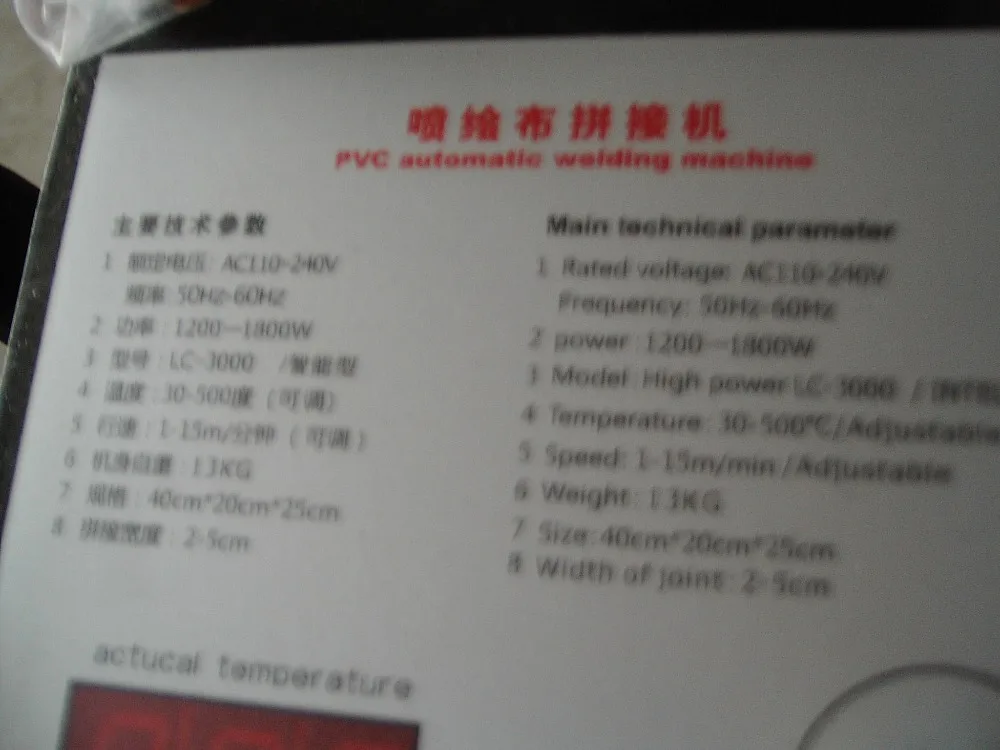 喷绘布拼接机
PVC automatic welding machine
主要技术参数
1 额定电压: AC110-240V
频率: 50Hz-60Hz
2 功率: 1200—1800W
3 型号: LC-3000 /智能型
4 温度: 30-500度 (可调)
5 行速: 1-15m/分钟 (可调)
6 机身自重: 13KG
7 规格: 40cm*20cm*25cm
8 拼接宽度: 2-5cm
Main technical parameter
1 Rated voltage: AC110-240V
Frequency: 50Hz-60Hz
2 power: 1200—1800W
3 Model: High power LC-3000 /
4 Temperature: 30-500℃/Adjustable
5 Speed: 1-15m/min/Adjustable
6 Weight: 13KG
7 Size: 40cm*20cm*25cm
8 Width of joint: 2-5cm
actucal temperature